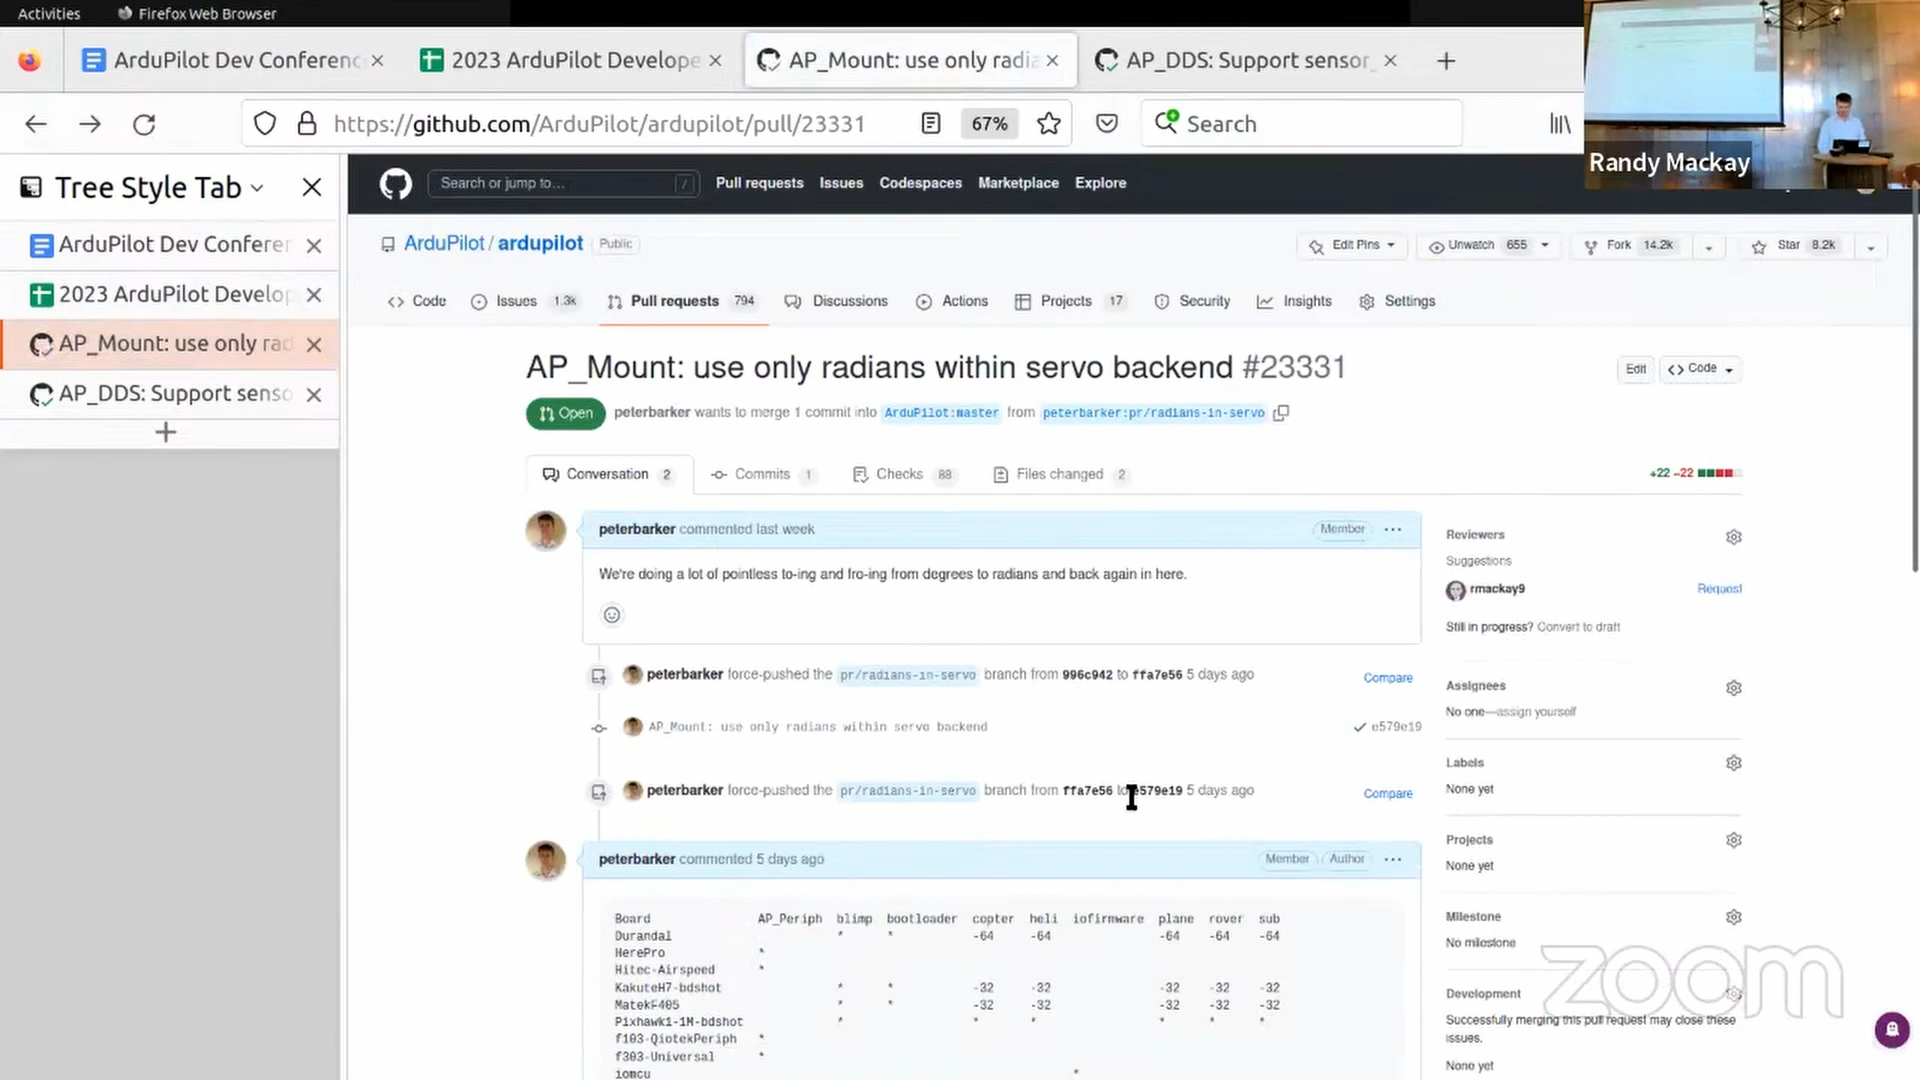 Activities Firefox Web Browser
ArduPilot Dev Conferenc 2023 ArduPilot Develope AP_Mount: use only radia AP_DDS: Support sensor_
https://github.com/ArduPilot/ardupilot/pull/23331 67% Search
Randy Mackay
Tree Style Tab
ArduPilot Dev Conferen
2023 ArduPilot Develop
AP_Mount: use only rad
AP_DDS: Support senso
Search or jump to... / Pull requests Issues Codespaces Marketplace Explore
ArduPilot / ardupilot Public Edit Pins Unwatch 655 Fork 14.2k Star 8.2k
Code Issues 1.3k Pull requests 794 Discussions Actions Projects 17 Security Insights Settings
AP_Mount: use only radians within servo backend #23331 Edit Code
Open peterbarker wants to merge 1 commit into ArduPilot:master from peterbarker:pr/radians-in-servo
Conversation 2 Commits 1 Checks 88 Files changed 2 +22 −22
peterbarker commented last week Member ...
We're doing a lot of pointless to-ing and fro-ing from degrees to radians and back again in here.
peterbarker force-pushed the pr/radians-in-servo branch from 996c942 to ffa7e56 5 days ago Compare
AP_Mount: use only radians within servo backend e579e19
peterbarker force-pushed the pr/radians-in-servo branch from ffa7e56 to e579e19 5 days ago Compare
peterbarker commented 5 days ago Member Author ...
Board AP_Periph blimp bootloader copter heli iofirmware plane rover sub
Durandal * * -64 -64 -64 -64 -64
HerePro *
Hitec-Airspeed *
KakuteH7-bdshot * * -32 -32 -32 -32 -32
MatekF405 * * -32 -32 -32 -32 -32
Pixhawk1-1M-bdshot * * * * * *
f103-QiotekPeriph *
f303-Universal *
iomcu *
Reviewers
Suggestions
rmackay9 Request
Still in progress? Convert to draft
Assignees
No one—assign yourself
Labels
None yet
Projects
None yet
Milestone
No milestone
Development
Successfully merging this pull request may close these
issues.
None yet
zoom